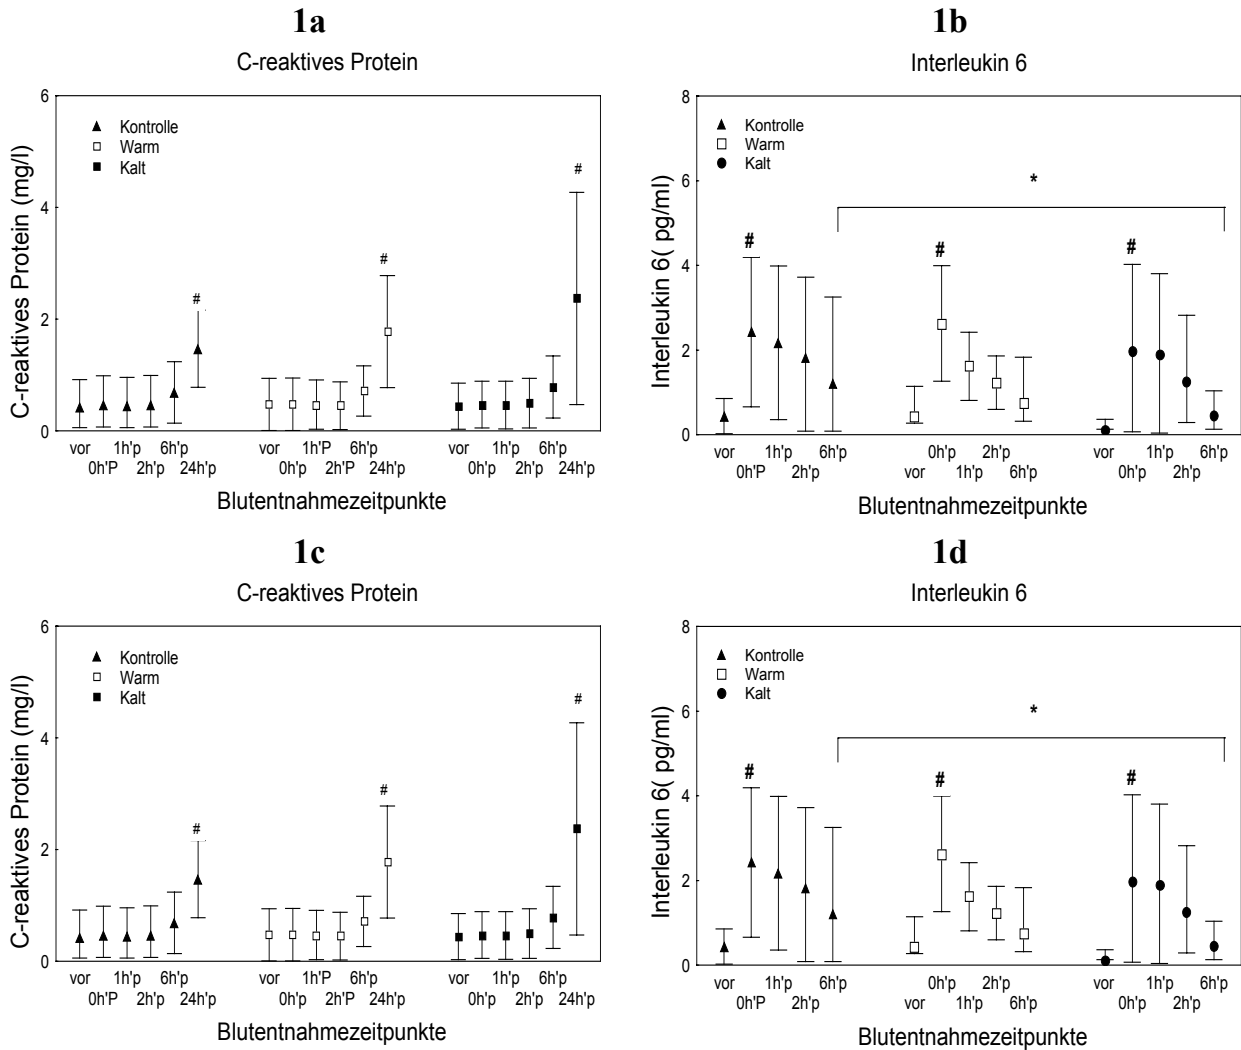 1a
C-reaktives Protein
C-reaktives Protein (mg/l)
6
4
2
0
Kontrolle
Warm
Kalt
#
#
#
vor 1h'p 6h'p 1h'P 6h'p vor 1h'p 6h'p
0h'P 2h'p 24h'p vor 0h'p 2h'P 24h'p 0h'p 2h'p 24h'p
Blutentnahmezeitpunkte
1b
Interleukin 6
Interleukin 6( pg/ml)
8
6
4
2
0
Kontrolle
Warm
Kalt
*
# # #
vor 1h'p 6h'p 0h'p 2h'p vor 1h'p 6h'p
0h'P 2h'p vor 1h'p 6h'p 0h'p 2h'p
Blutentnahmezeitpunkte
1c
C-reaktives Protein
C-reaktives Protein (mg/l)
6
4
2
0
Kontrolle
Warm
Kalt
#
#
#
vor 1h'p 6h'p vor 1h'P 6h'p vor 1h'p 6h'p
0h'P 2h'p 24h'p 0h'p 2h'P 24h'p 0h'p 2h'p 24h'p
Blutentnahmezeitpunkte
1d
Interleukin 6
Interleukin 6( pg/ml)
8
6
4
2
0
Kontrolle
Warm
Kalt
*
# # #
vor 1h'p 6h'p 0h'p 2h'p vor 1h'p 6h'p
0h'P 2h'p vor 1h'p 6h'p 0h'p 2h'p
Blutentnahmezeitpunkte